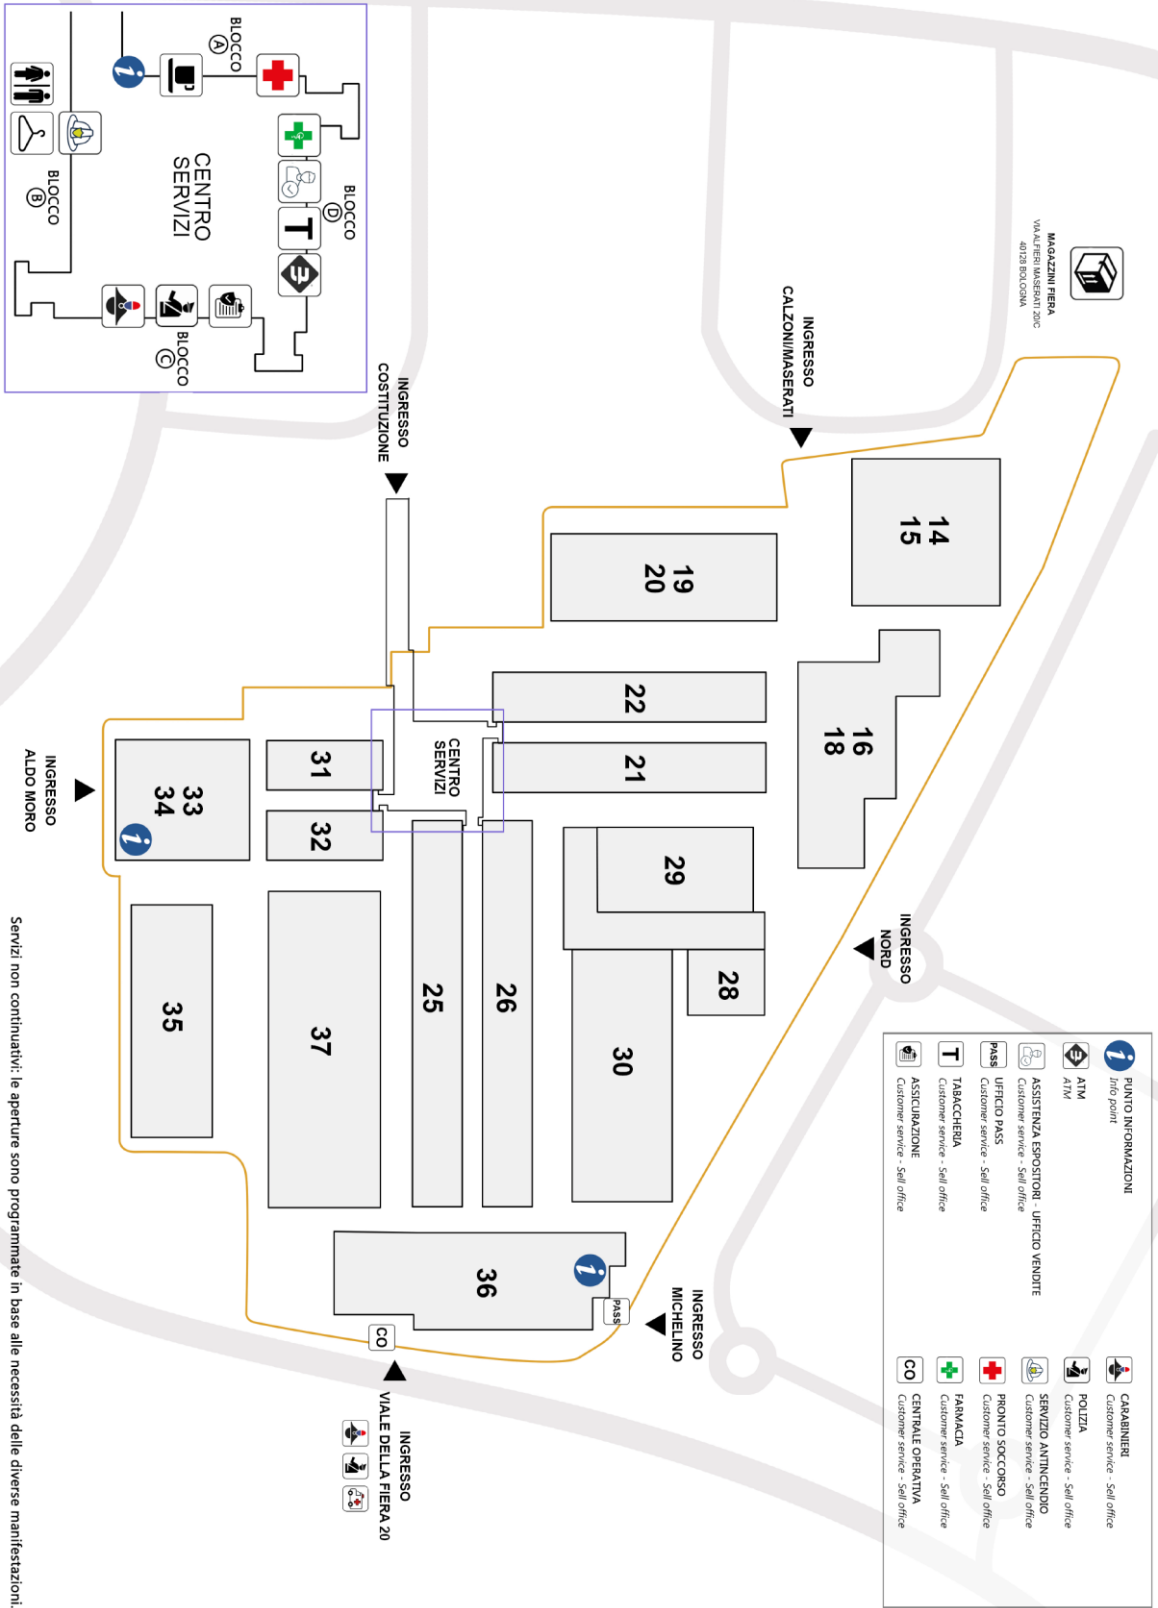 BLOCCO
A
BLOCCO
D
CENTRO
SERVIZI
BLOCCO
B
BLOCCO
C
T
MAGAZZINI FIERA
VIA ALFIERI MASERATI 20/C
40128 BOLOGNA
INGRESSO
CALZONI/MASERATI
INGRESSO
COSTITUZIONE
INGRESSO
ALDO MORO
INGRESSO
NORD
INGRESSO
MICHELINO
INGRESSO
VIALE DELLA FIERA 20
14
15
19
20
16
18
22
21
CENTRO
SERVIZI
31
32
33
34
29
28
30
26
25
37
35
36
PASS
CO
PUNTO INFORMAZIONI
Info point
ATM
ATM
ASSISTENZA ESPOSITORI - UFFICIO VENDITE
Customer service - Sell office
PASS
UFFICIO PASS
Customer service - Sell office
T
TABACCHERIA
Customer service - Sell office
ASSICURAZIONE
Customer service - Sell office
CARABINIERI
Customer service - Sell office
POLIZIA
Customer service - Sell office
SERVIZIO ANTINCENDIO
Customer service - Sell office
PRONTO SOCCORSO
Customer service - Sell office
FARMACIA
Customer service - Sell office
CO
CENTRALE OPERATIVA
Customer service - Sell office
Servizi non continuativi: le aperture sono programmate in base alle necessità delle diverse manifestazioni.